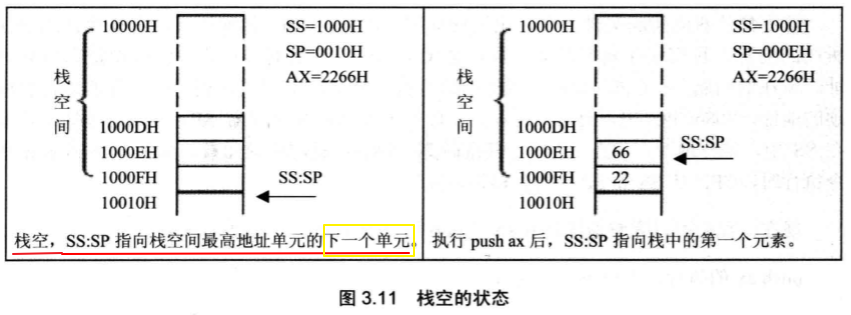 10000H
SS=1000H
SP=0010H
AX=2266H
栈空间
1000DH
1000EH
1000FH
SS:SP
10010H
栈空，SS:SP 指向栈空间最高地址单元的下一个单元。
10000H
SS=1000H
SP=000EH
AX=2266H
栈空间
1000DH
1000EH
66
SS:SP
1000FH
22
10010H
执行 push ax 后，SS:SP 指向栈中的第一个元素。
图 3.11 栈空的状态